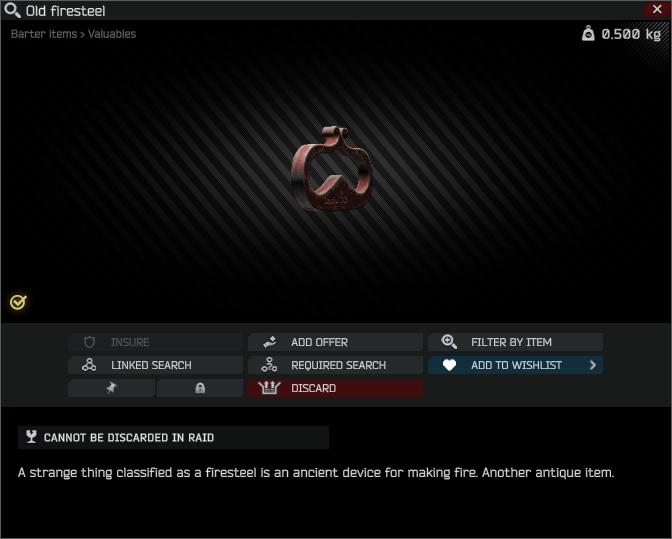 Old firesteel
Barter items > Valuables
0.500 kg
INSURE
ADD OFFER
FILTER BY ITEM
LINKED SEARCH
REQUIRED SEARCH
ADD TO WISHLIST
DISCARD
CANNOT BE DISCARDED IN RAID
A strange thing classified as a firesteel is an ancient device for making fire. Another antique item.